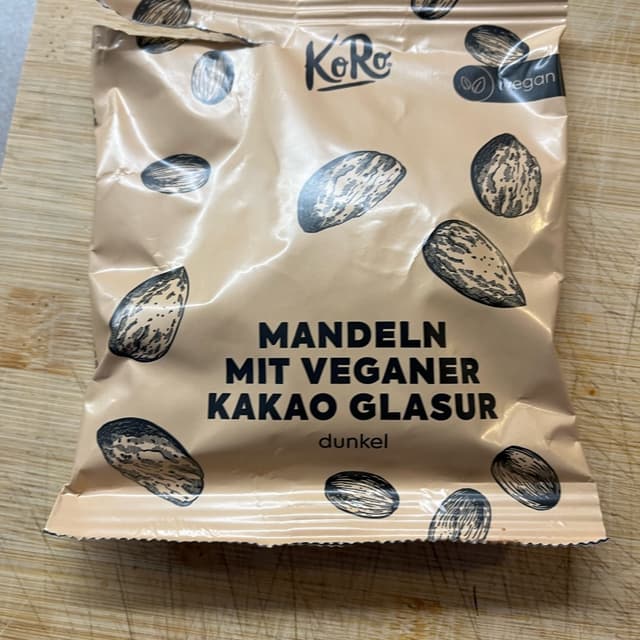 KoRo
vegan
MANDELN
MIT VEGANER
KAKAO GLASUR
dunkel